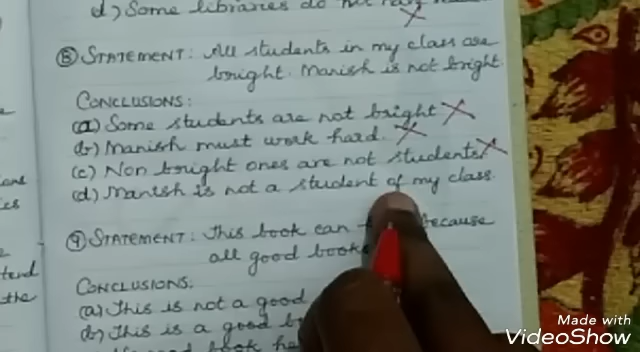 d) Some libraries do not
⑧ STATEMENT: All students in my class are
bright. Manish is not bright
CONCLUSIONS:
(a) Some students are not bright
(b) Manish must work hard.
(c) Non bright ones are not students
(d) Manish is not a student of my class
⑨ STATEMENT: This book can because
all good books
CONCLUSIONS.
(a) This is not a good
(b) This is a good
book
tend
the
Made with
VideoShow